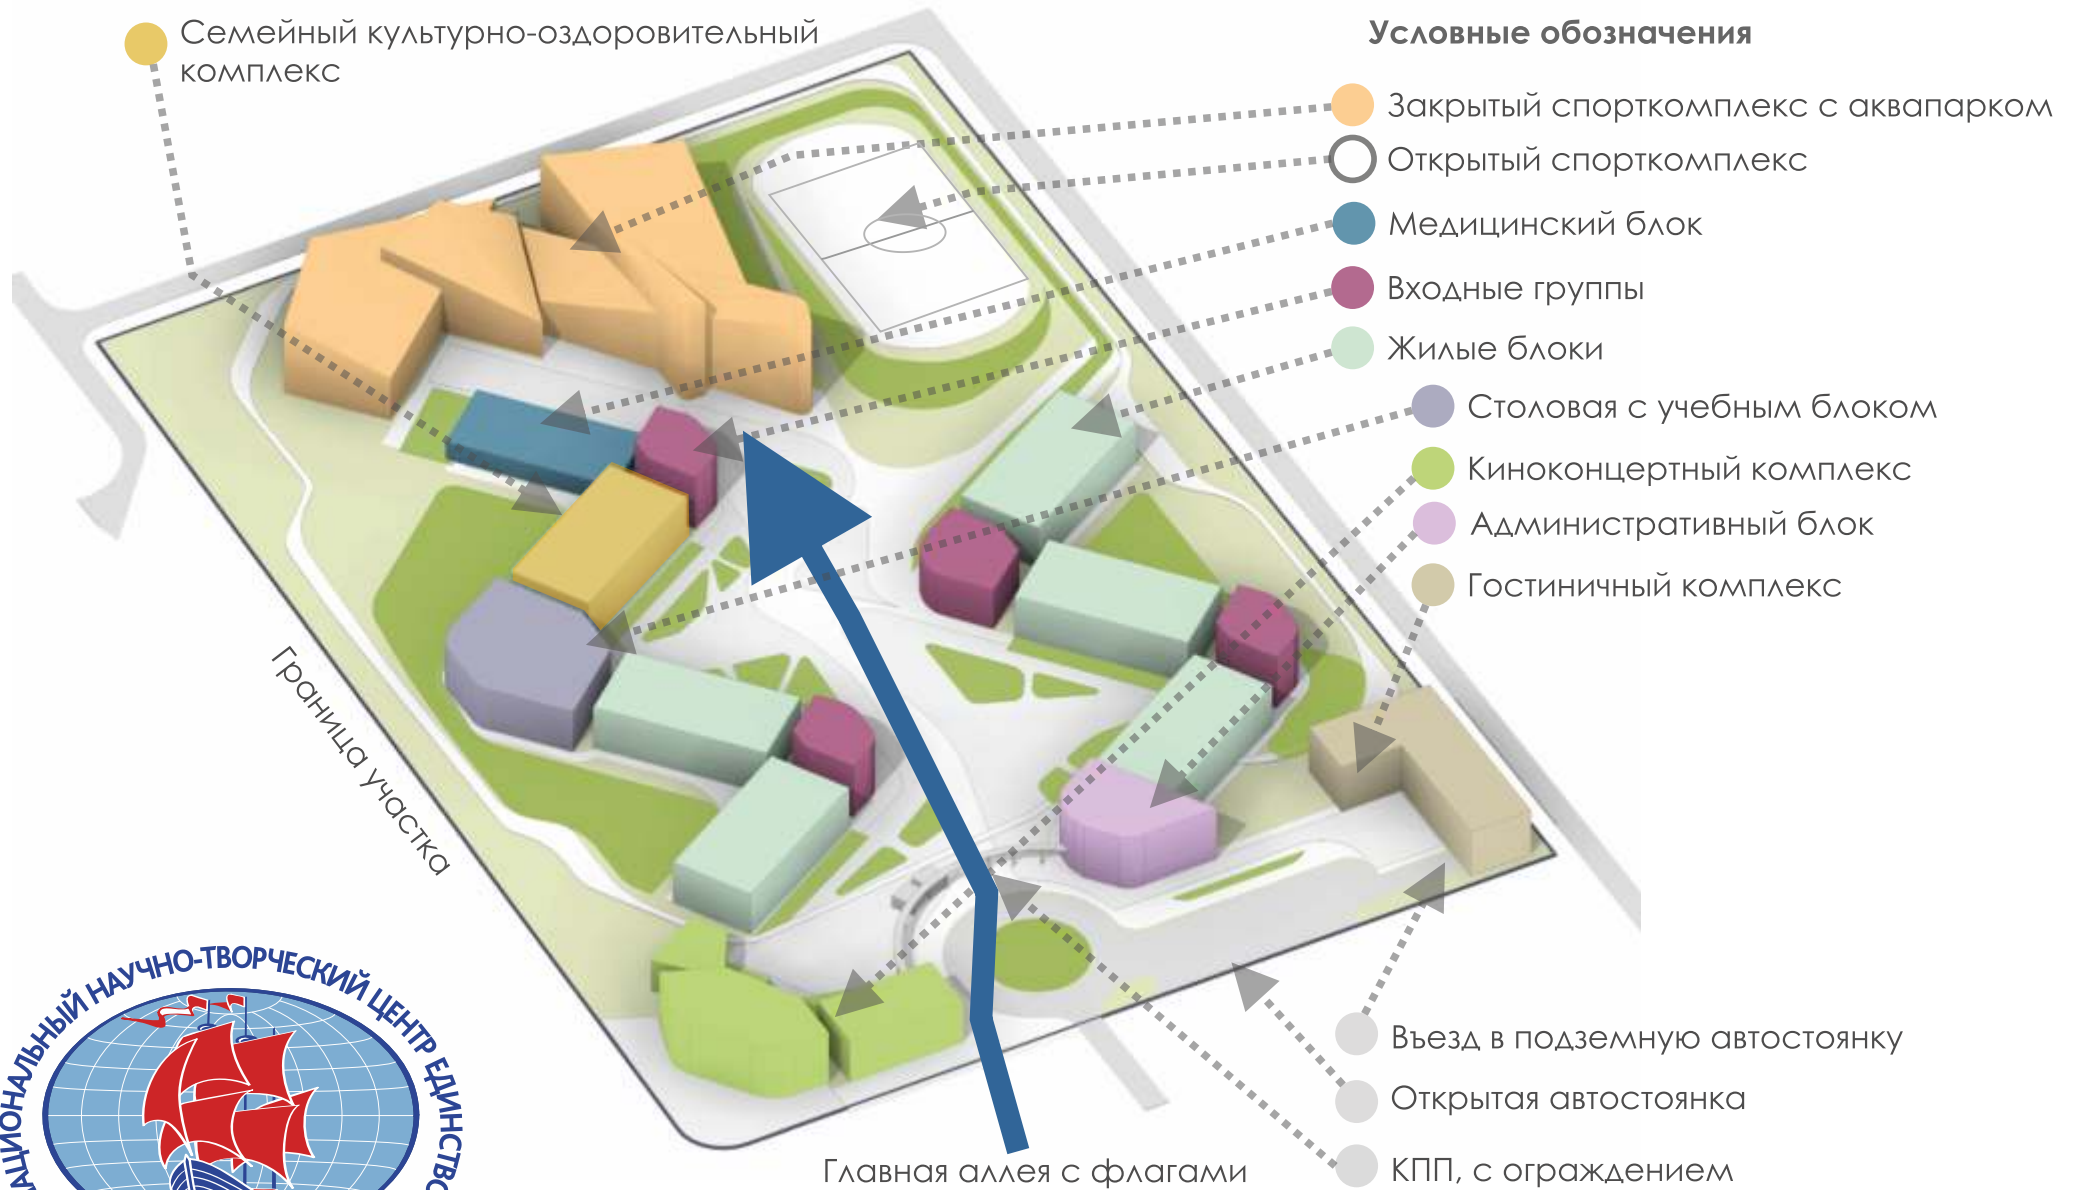 Семейный культурно-оздоровительный
комплекс
Условные обозначения
Закрытый спорткомплекс с аквапарком
Открытый спорткомплекс
Медицинский блок
Входные группы
Жилые блоки
Столовая с учебным блоком
Киноконцертный комплекс
Административный блок
Гостиничный комплекс
Граница участка
Въезд в подземную автостоянку
Открытая автостоянка
КПП, с ограждением
Главная аллея с флагами
НАУЧНО-ТВОРЧЕСКИЙ ЦЕНТР ЕДИНСТВО